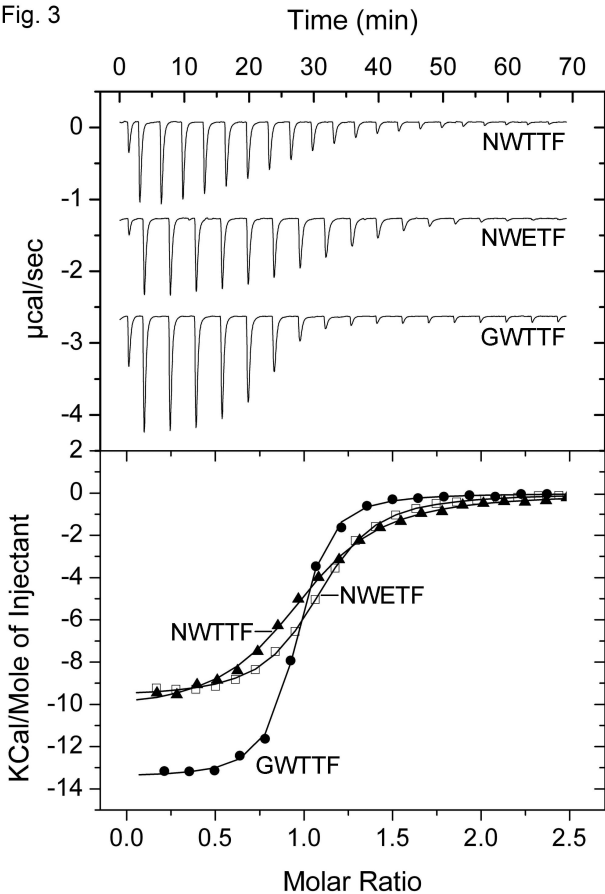 Fig. 3
Time (min)
0 10 20 30 40 50 60 70
0
-1
-2
-3
-4
µcal/sec
NWTTF
NWETF
GWTTF
2
0
-2
-4
-6
-8
-10
-12
-14
KCal/Mole of Injectant
NWTTF
NWETF
GWTTF
0.0 0.5 1.0 1.5 2.0 2.5
Molar Ratio